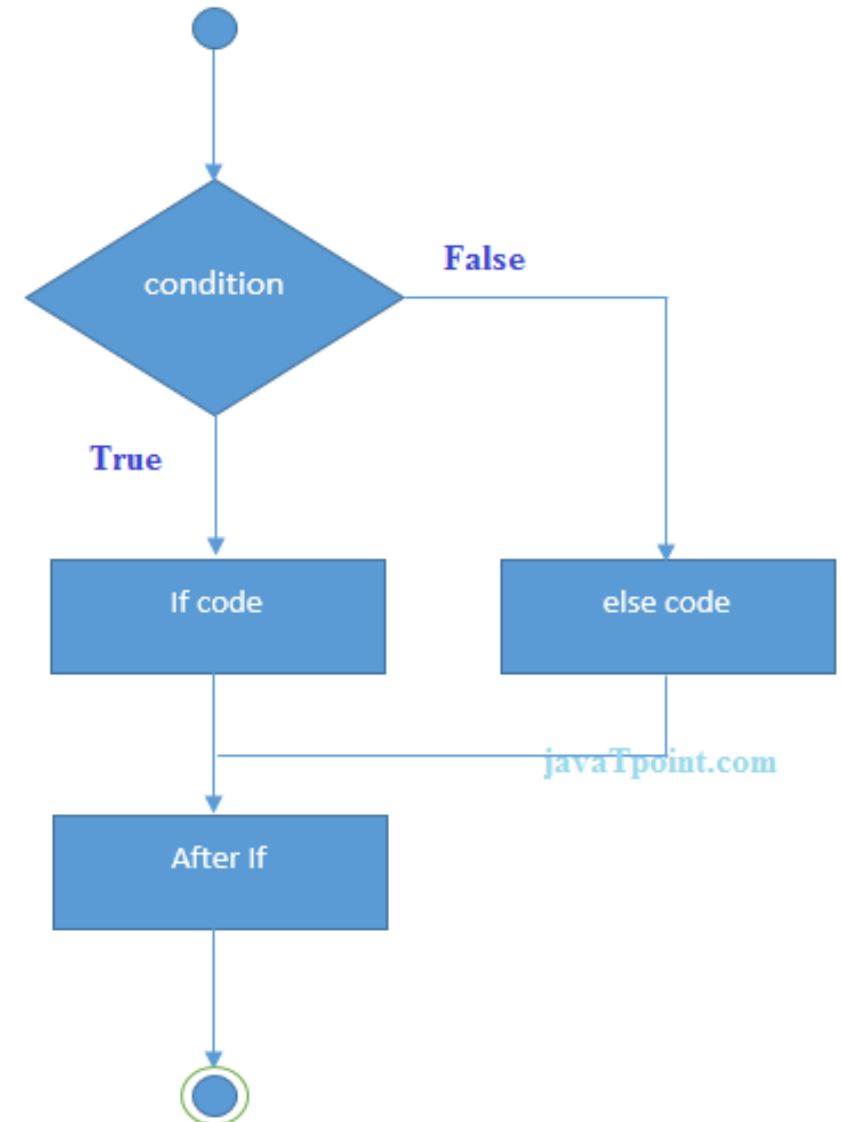 condition
False
True
If code
else code
javaTpoint.com
After If